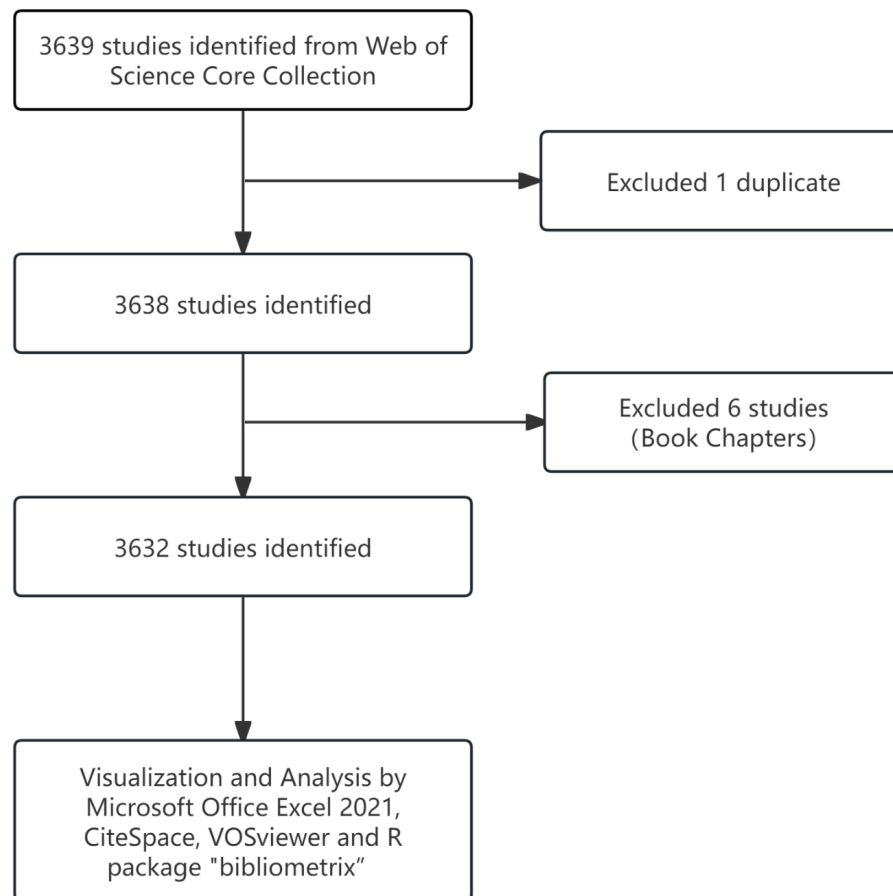 3639 studies identified from Web of
Science Core Collection
Excluded 1 duplicate
3638 studies identified
Excluded 6 studies
(Book Chapters)
3632 studies identified
Visualization and Analysis by
Microsoft Office Excel 2021,
CiteSpace, VOSviewer and R
package "bibliometrix”